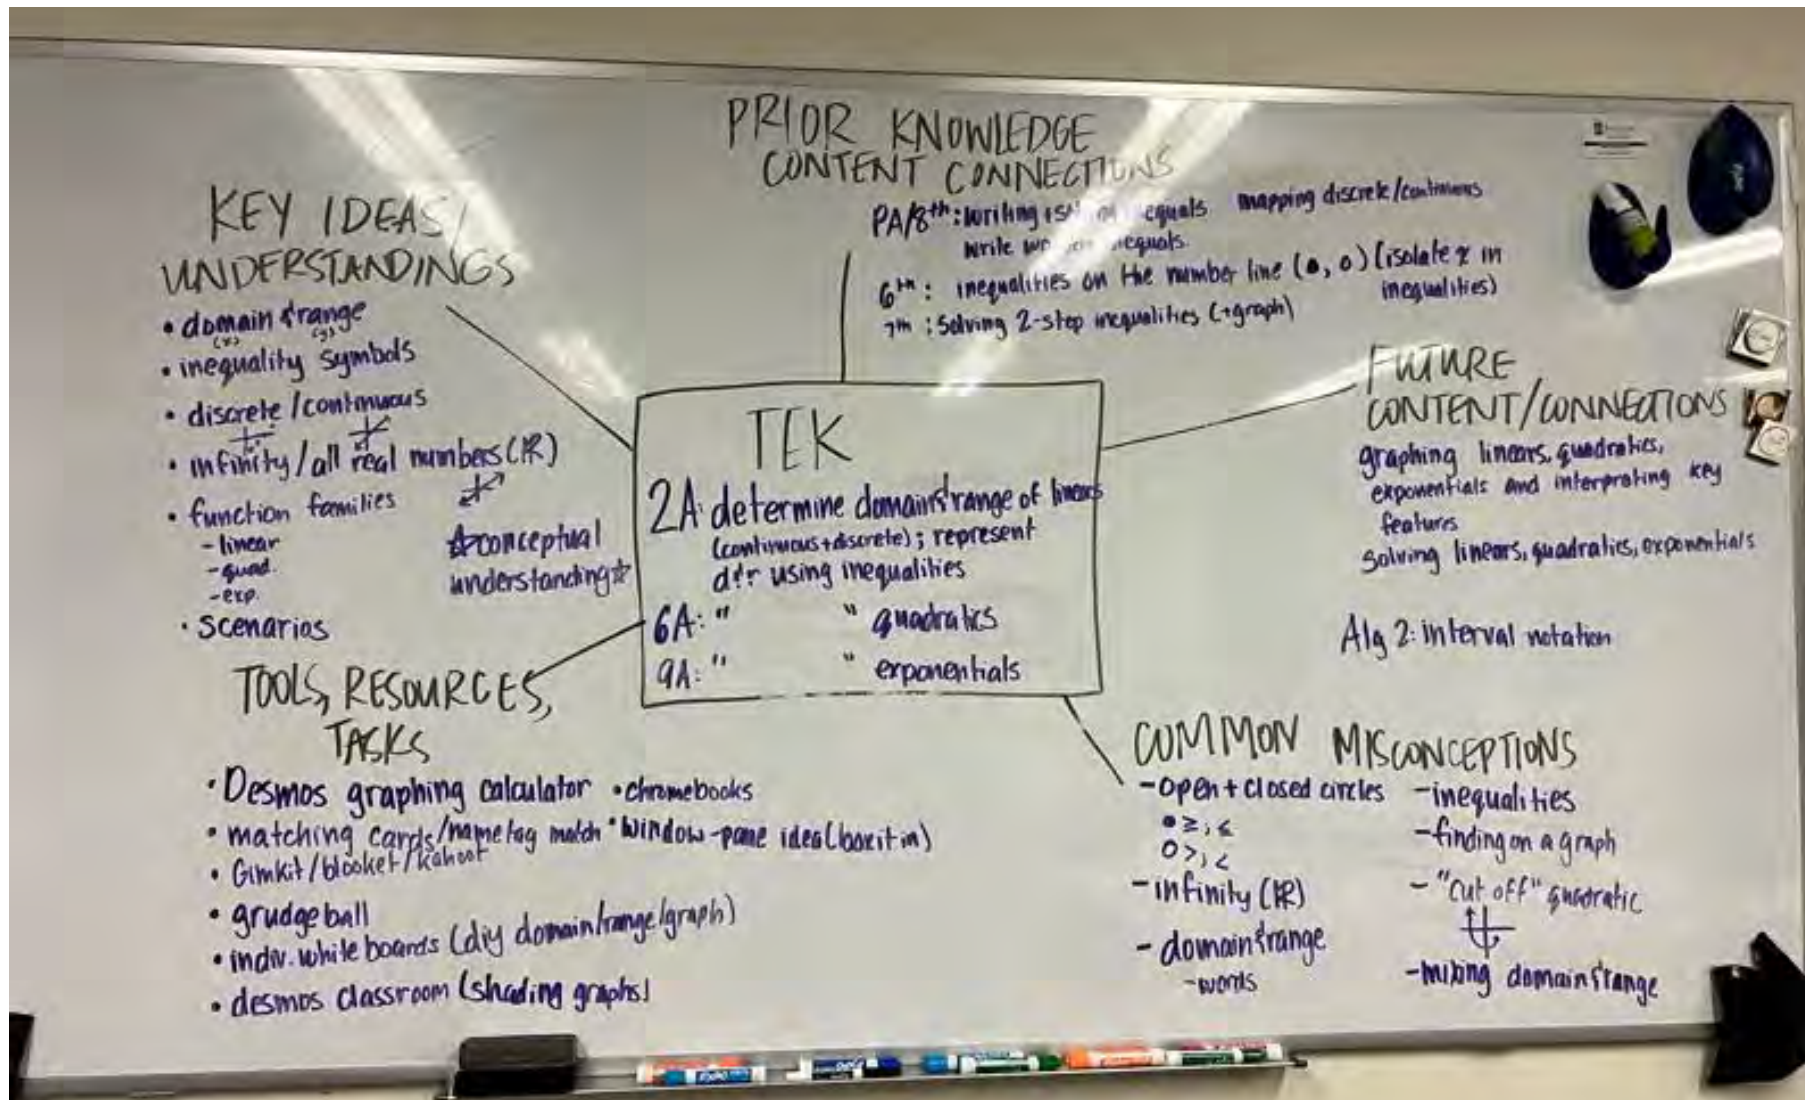 PRIOR KNOWLEDGE
CONTENT CONNECTIONS
PA/8th: writing + equals mapping discrete/continuous
write inequals.
6th: inequalities on the number line (●, ○) (isolate x in
inequalities)
7th: Solving 2-step inequalities (+graph)
KEY IDEAS/
UNDERSTANDINGS
• domain & range
(x) (y)
• inequality symbols
• discrete/continuous
• infinity/all real numbers (ℝ)
• function families
- linear
- quad.
- exp.
☆conceptual
understanding☆
• scenarios
TEK
2A: determine domain & range of linears
(continuous + discrete); represent
d & r using inequalities
6A: " " quadratics
9A: " " exponentials
FUTURE
CONTENT/CONNECTIONS
graphing linears, quadratics,
exponentials and interpreting key
features
Solving linears, quadratics, exponentials
Alg 2: interval notation
TOOLS, RESOURCES,
TASKS
• Desmos graphing calculator • chromebooks
• matching cards/nametag match • window-pane idea (box it in)
• Gimkit/blooket/kahoot
• grudgeball
• indiv. white boards (diy domain/range/graph)
• desmos classroom (shading graphs)
COMMON MISCONCEPTIONS
- open + closed circles
● ≥, ≤
○ >, <
- infinity (ℝ)
- domain & range
- words
- inequalities
- finding on a graph
- "cut off" quadratic
- mixing domain & range